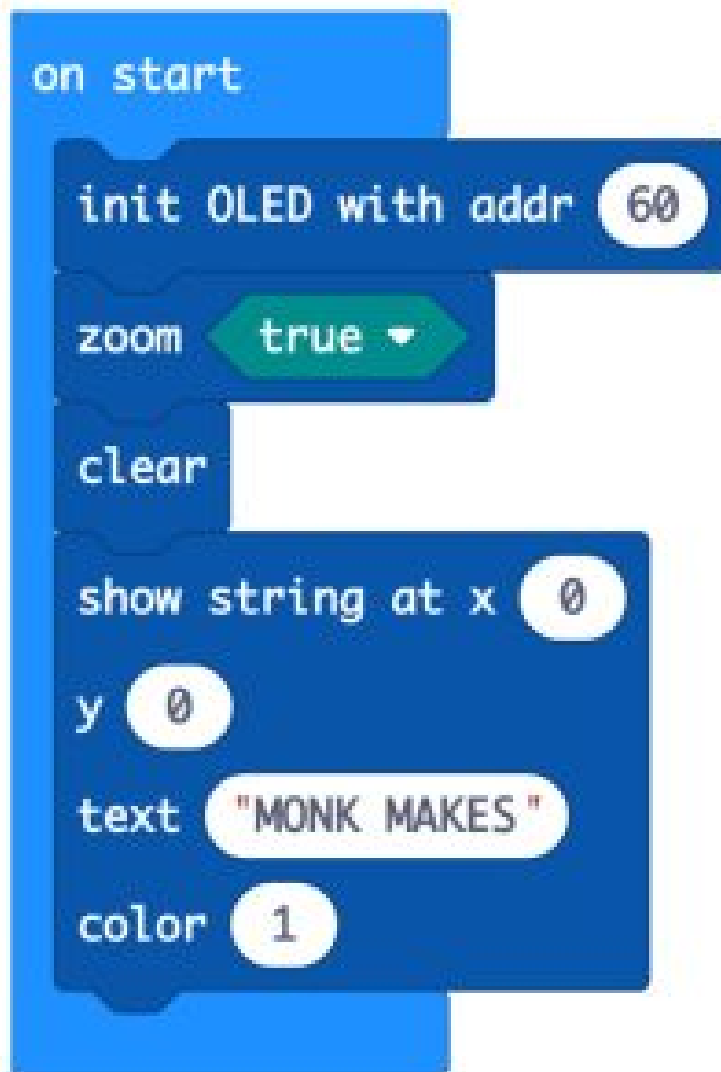 on start
init OLED with addr 60
zoom true
clear
show string at x 0
y 0
text "MONK MAKES"
color 1